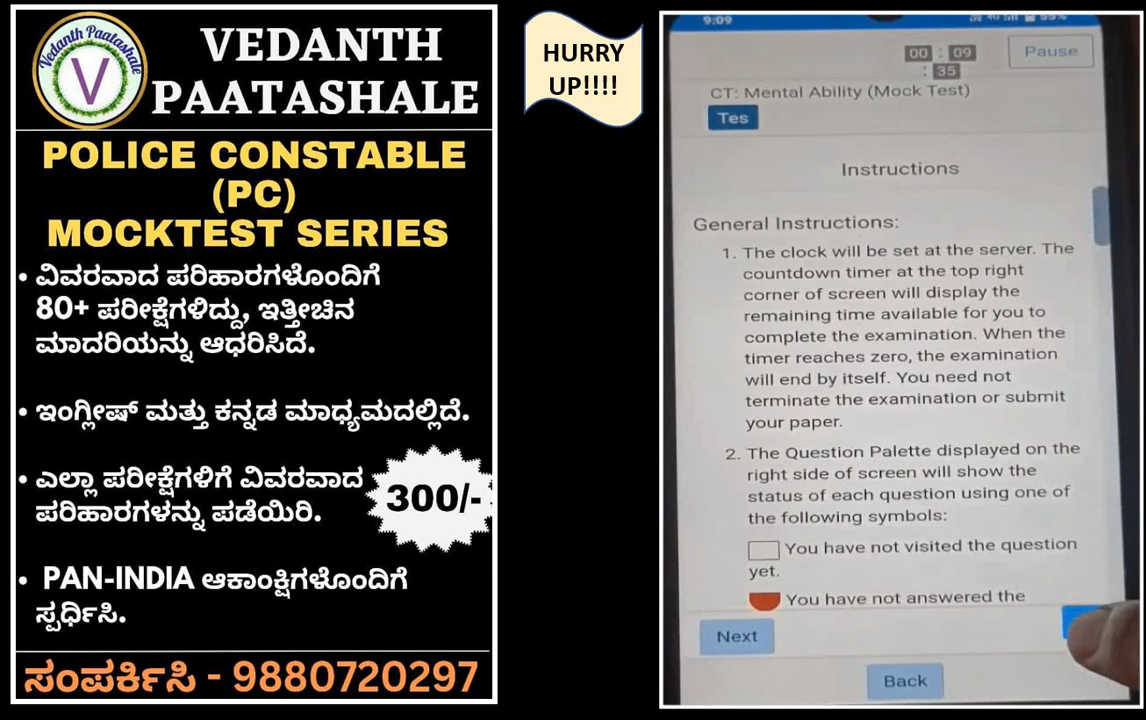 Vedanth Paatashale
V
VEDANTH
PAATASHALE
POLICE CONSTABLE
(PC)
MOCKTEST SERIES
• ವಿವರವಾದ ಪರಿಹಾರಗಳೊಂದಿಗೆ
80+ ಪರೀಕ್ಷೆಗಳಿದ್ದು, ಇತ್ತೀಚಿನ
ಮಾದರಿಯನ್ನು ಆಧರಿಸಿದೆ.
• ಇಂಗ್ಲೀಷ್ ಮತ್ತು ಕನ್ನಡ ಮಾಧ್ಯಮದಲ್ಲಿದೆ.
• ಎಲ್ಲಾ ಪರೀಕ್ಷೆಗಳಿಗೆ ವಿವರವಾದ
ಪರಿಹಾರಗಳನ್ನು ಪಡೆಯಿರಿ.
300/-
• PAN-INDIA ಆಕಾಂಕ್ಷಿಗಳೊಂದಿಗೆ
ಸ್ಪರ್ಧಿಸಿ.
ಸಂಪರ್ಕಿಸಿ - 9880720297
HURRY
UP!!!!
9:09
00 : 09
: 35
Pause
CT: Mental Ability (Mock Test)
Tes
Instructions
General Instructions:
1. The clock will be set at the server. The
countdown timer at the top right
corner of screen will display the
remaining time available for you to
complete the examination. When the
timer reaches zero, the examination
will end by itself. You need not
terminate the examination or submit
your paper.
2. The Question Palette displayed on the
right side of screen will show the
status of each question using one of
the following symbols:
You have not visited the question
yet.
You have not answered the
Next
Back